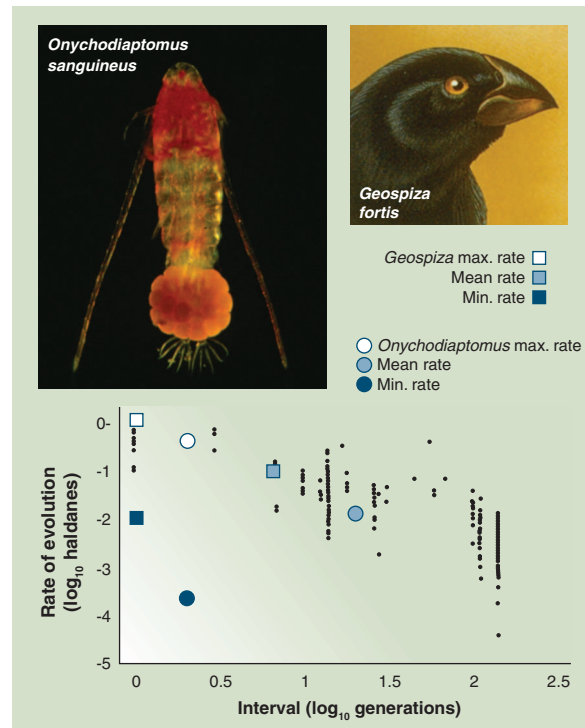 Onychodiaptomus
sanguineus
Geospiza
fortis
Geospiza max. rate
Mean rate
Min. rate
Onychodiaptomus max. rate
Mean rate
Min. rate
Rate of evolution
(log₁₀ haldanes)
0-
-1
-2
-3
-4
-5
0
0.5
1
1.5
2
2.5
Interval (log₁₀ generations)